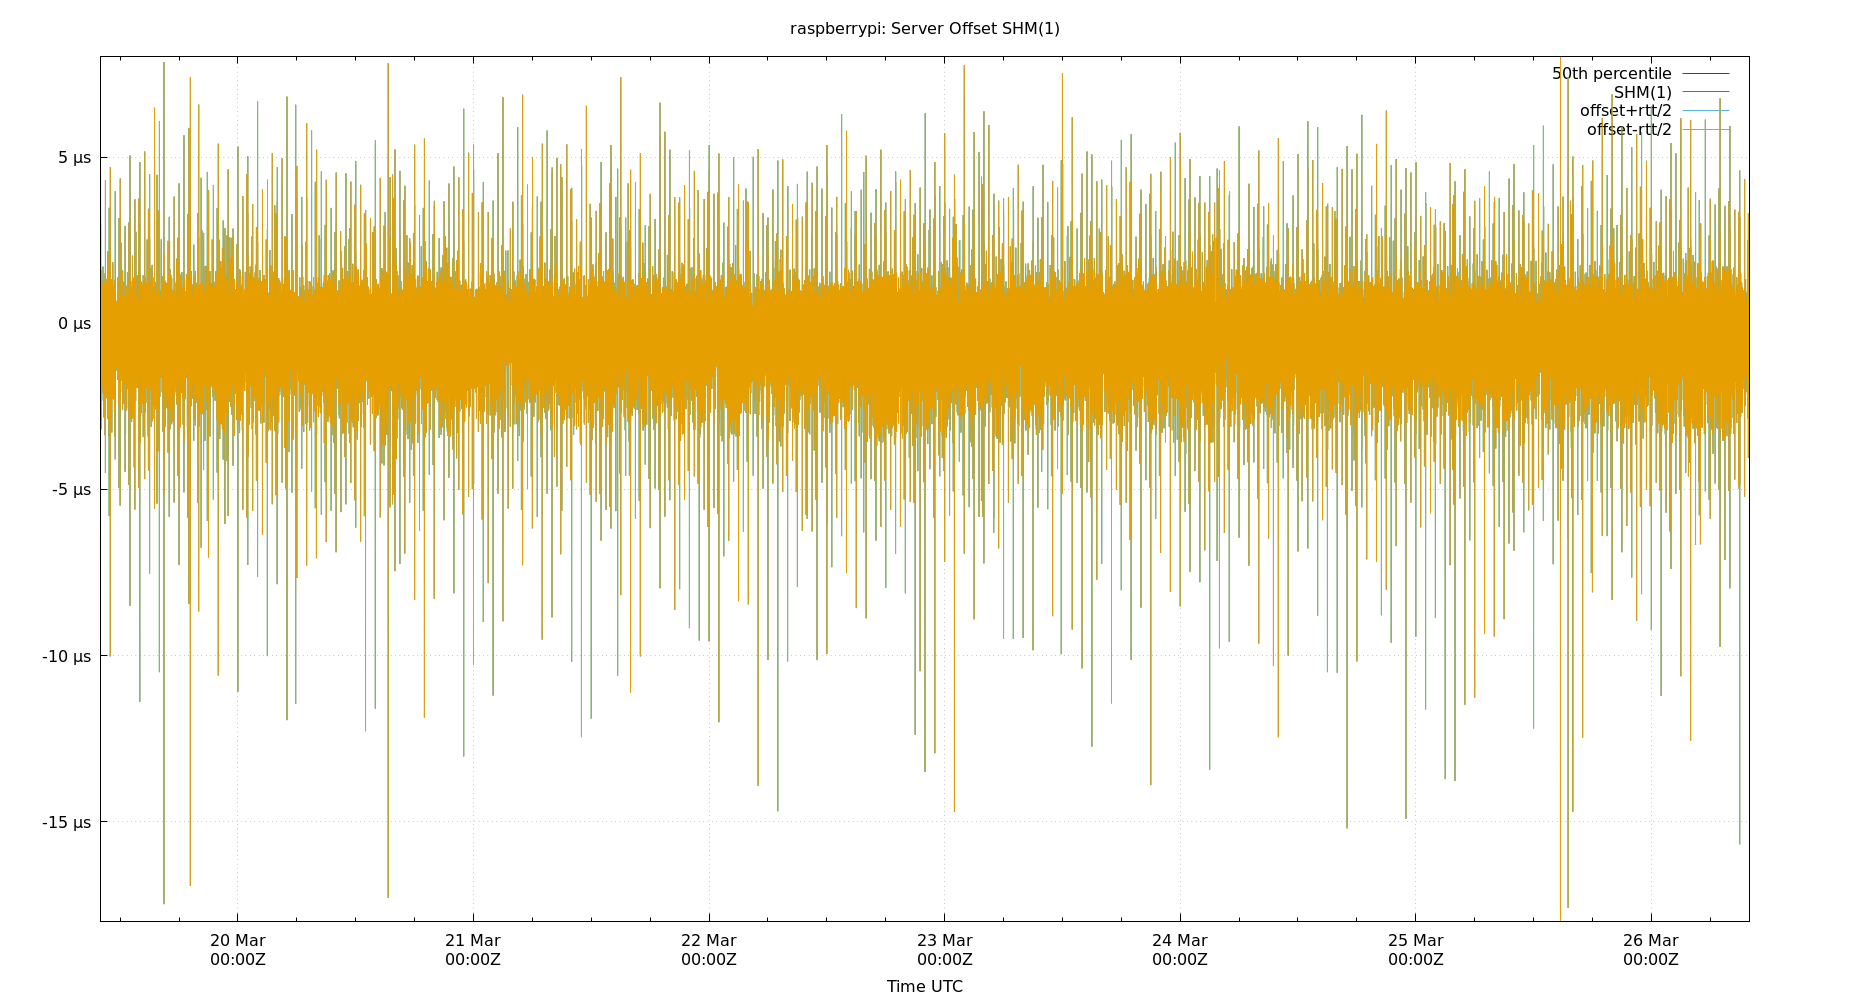 raspberrypi: Server Offset SHM(1)
50th percentile
SHM(1)
offset+rtt/2
offset-rtt/2
5 µs
0 µs
-5 µs
-10 µs
-15 µs
20 Mar 21 Mar 22 Mar 23 Mar 24 Mar 25 Mar 26 Mar
00:00Z 00:00Z 00:00Z 00:00Z 00:00Z 00:00Z 00:00Z
Time UTC